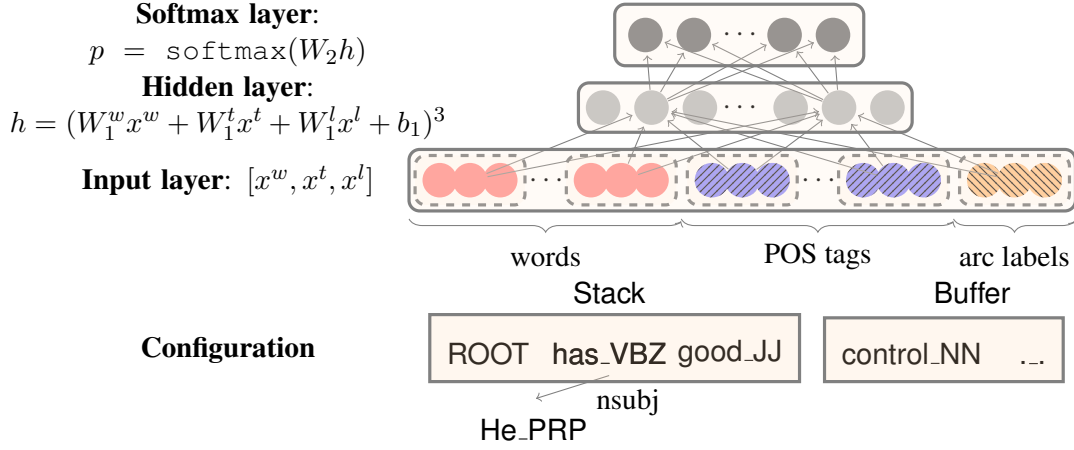 Softmax layer:
p = softmax(W₂h)
Hidden layer:
h = (W₁ʷxʷ + W₁ᵗxᵗ + W₁ˡxˡ + b₁)³
Input layer: [xʷ, xᵗ, xˡ]
···
···
···
···
words POS tags arc labels
Stack Buffer
Configuration
ROOT has_VBZ good_JJ control_NN ._.
nsubj
He_PRP